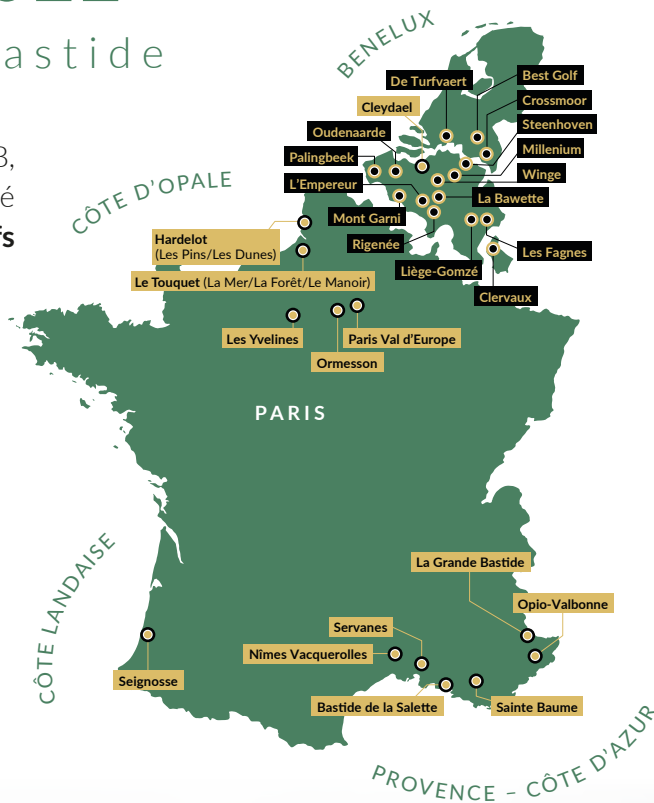 astide
BENELUX
De Turfvaert
Best Golf
Cleydael
Crossmoor
Oudenaarde
Steenhoven
3,
Palingbeek
Millenium
L'Empereur
Winge
CÔTE D'OPALE
é
La Bawette
Mont Garni
fs
Hardelot
(Les Pins/Les Dunes)
Rigenée
Les Fagnes
Liège-Gomzé
Le Touquet (La Mer/La Forêt/Le Manoir)
Clervaux
Les Yvelines
Paris Val d'Europe
Ormesson
PARIS
La Grande Bastide
CÔTE LANDAISE
Opio-Valbonne
Servanes
Nîmes Vacquerolles
Seignosse
Bastide de la Salette
Sainte Baume
PROVENCE – CÔTE D'AZUR